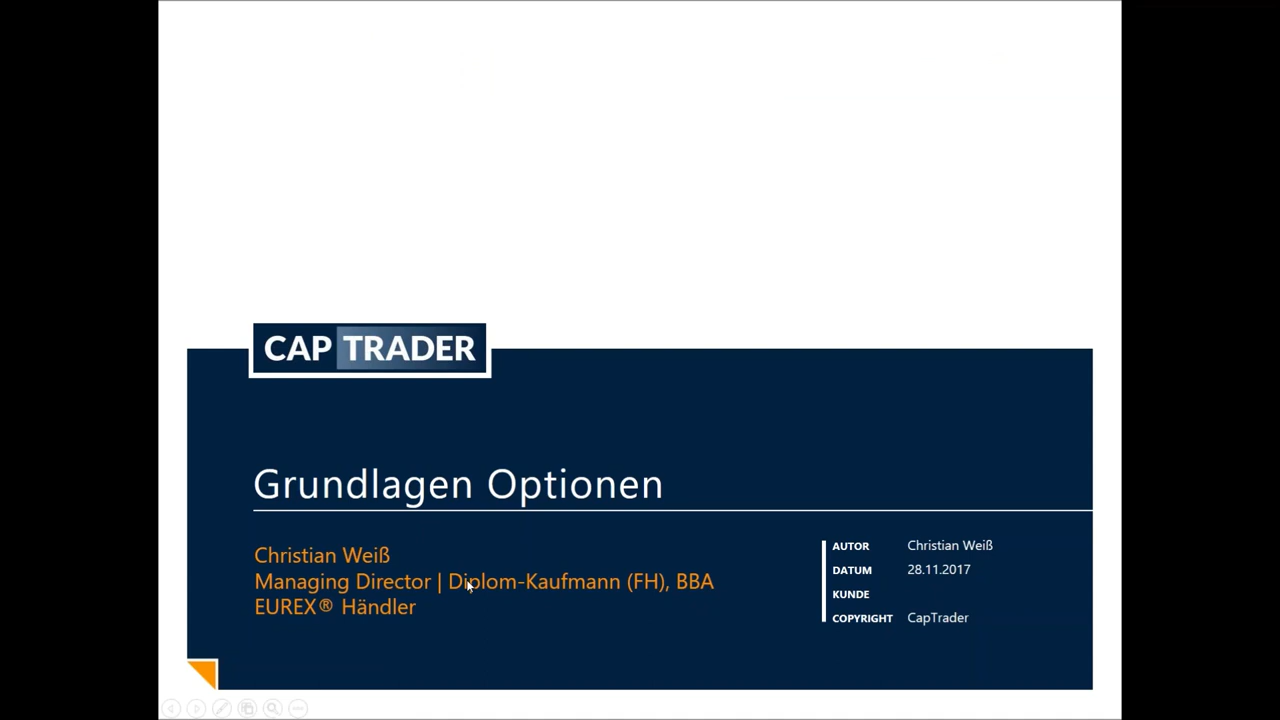 CAP TRADER
Grundlagen Optionen
Christian Weiß
Managing Director | Diplom-Kaufmann (FH), BBA
EUREX® Händler
AUTOR Christian Weiß
DATUM 28.11.2017
KUNDE
COPYRIGHT CapTrader